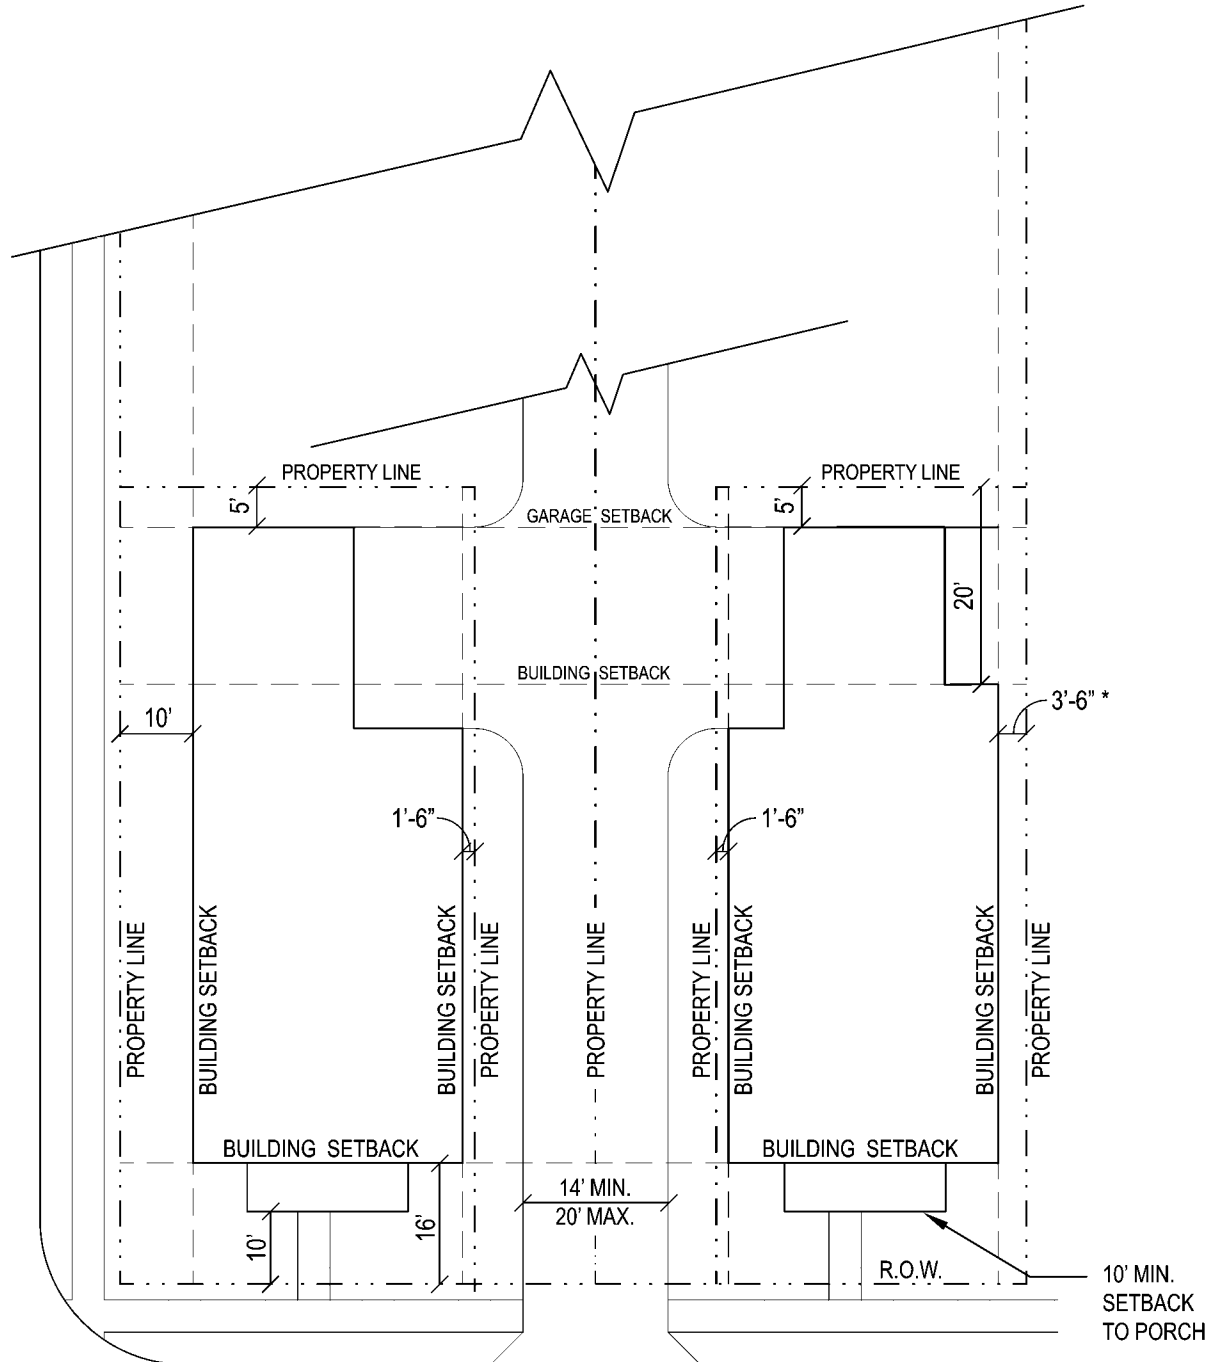 PROPERTY LINE
PROPERTY LINE
5'
5'
GARAGE SETBACK
20'
BUILDING SETBACK
3'-6" *
10'
1'-6"
1'-6"
PROPERTY LINE
BUILDING SETBACK
BUILDING SETBACK
PROPERTY LINE
PROPERTY LINE
PROPERTY LINE
BUILDING SETBACK
BUILDING SETBACK
PROPERTY LINE
BUILDING SETBACK
BUILDING SETBACK
14' MIN.
20' MAX.
16'
10'
R.O.W.
10' MIN.
SETBACK
TO PORCH